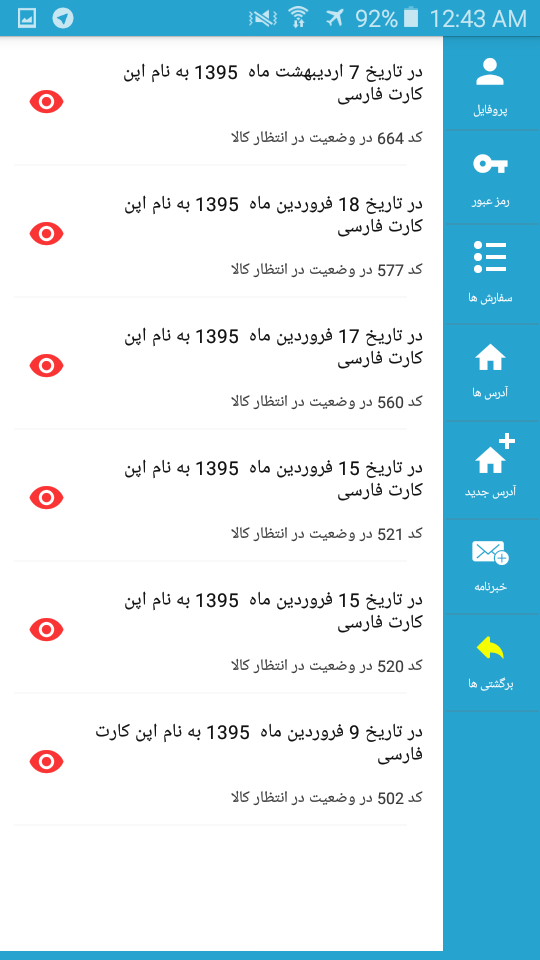 92% 12:43 AM
در تاریخ 7 اردیبهشت ماه 1395 به نام اپن
کارت فارسی
کد 664 در وضعیت در انتظار کالا
در تاریخ 18 فروردین ماه 1395 به نام اپن
کارت فارسی
کد 577 در وضعیت در انتظار کالا
در تاریخ 17 فروردین ماه 1395 به نام اپن
کارت فارسی
کد 560 در وضعیت در انتظار کالا
در تاریخ 15 فروردین ماه 1395 به نام اپن
کارت فارسی
کد 521 در وضعیت در انتظار کالا
در تاریخ 15 فروردین ماه 1395 به نام اپن
کارت فارسی
کد 520 در وضعیت در انتظار کالا
در تاریخ 9 فروردین ماه 1395 به نام اپن کارت
فارسی
کد 502 در وضعیت در انتظار کالا
پروفایل
رمز عبور
سفارش ها
آدرس ها
آدرس جدید
خبرنامه
برگشتی ها